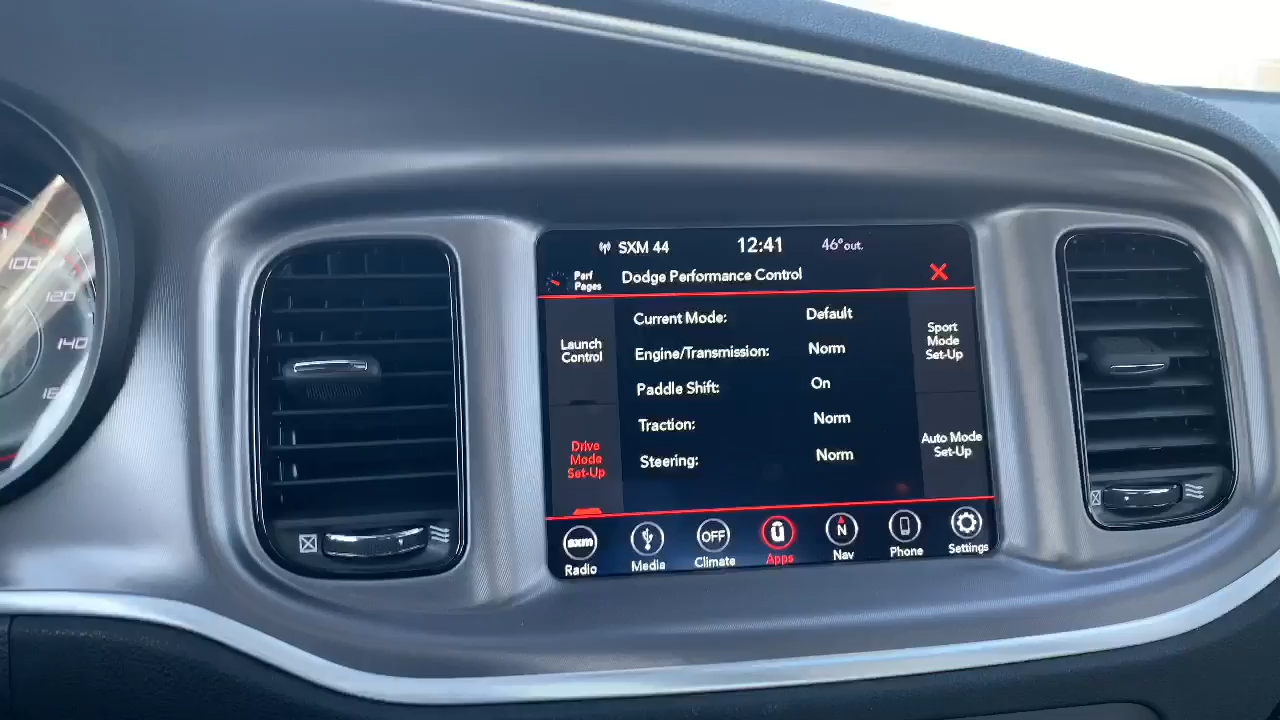 SXM 44 12:41 46° out.
Perf
Pages
Dodge Performance Control
X
Launch
Control
Drive
Mode
Set-Up
Current Mode: Default
Engine/Transmission: Norm
Paddle Shift: On
Traction: Norm
Steering: Norm
Sport
Mode
Set-Up
Auto Mode
Set-Up
sxm
Radio
Media
OFF
Climate
Apps
N
Nav
Phone
Settings
100
120
140